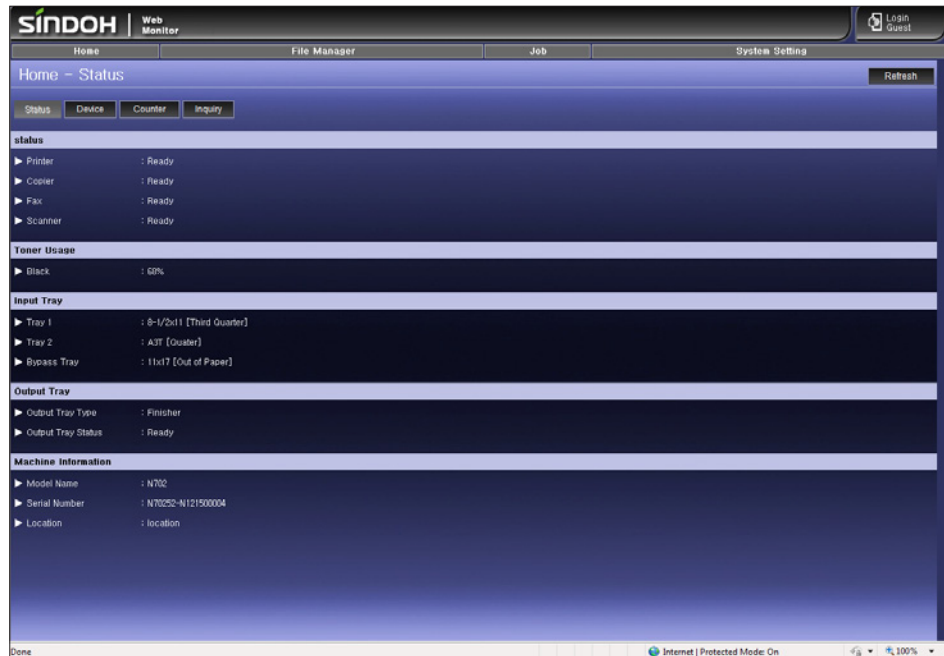 SINDOH Web Monitor
Login
Guest
Home File Manager Job System Setting
Home - Status Refresh
Status Device Counter Inquiry
status
Printer : Ready
Copier : Ready
Fax : Ready
Scanner : Ready
Toner Usage
Black : 60%
Input Tray
Tray 1 : 8-1/2x11 [Third Quarter]
Tray 2 : A3T [Quater]
Bypass Tray : 11x17 [Out of Paper]
Output Tray
Output Tray Type : Finisher
Output Tray Status : Ready
Machine Information
Model Name : N702
Serial Number : N70252-N121500004
Location : location
Done Internet | Protected Mode: On 100%